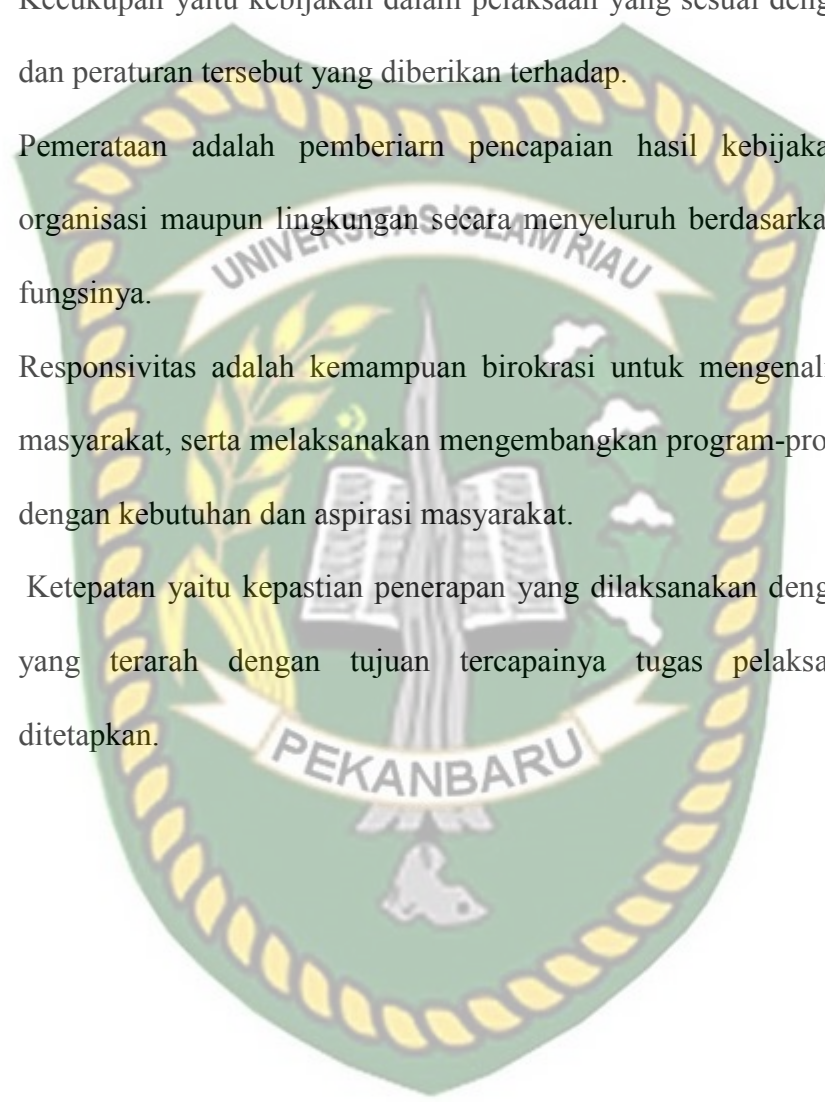 Kecukupan yaitu kebijakan dalam pelaksaan yang sesuai deng
dan peraturan tersebut yang diberikan terhadap.
Pemerataan adalah pemberiarn pencapaian hasil kebijaka
organisasi maupun lingkungan secara menyeluruh berdasarka
fungsinya.
Responsivitas adalah kemampuan birokrasi untuk mengenal
masyarakat, serta melaksanakan mengembangkan program-pro
dengan kebutuhan dan aspirasi masyarakat.
Ketepatan yaitu kepastian penerapan yang dilaksanakan deng
yang terarah dengan tujuan tercapainya tugas pelaksa
ditetapkan.
UNIVERSITAS ISLAM RIAU
PEKANBARU